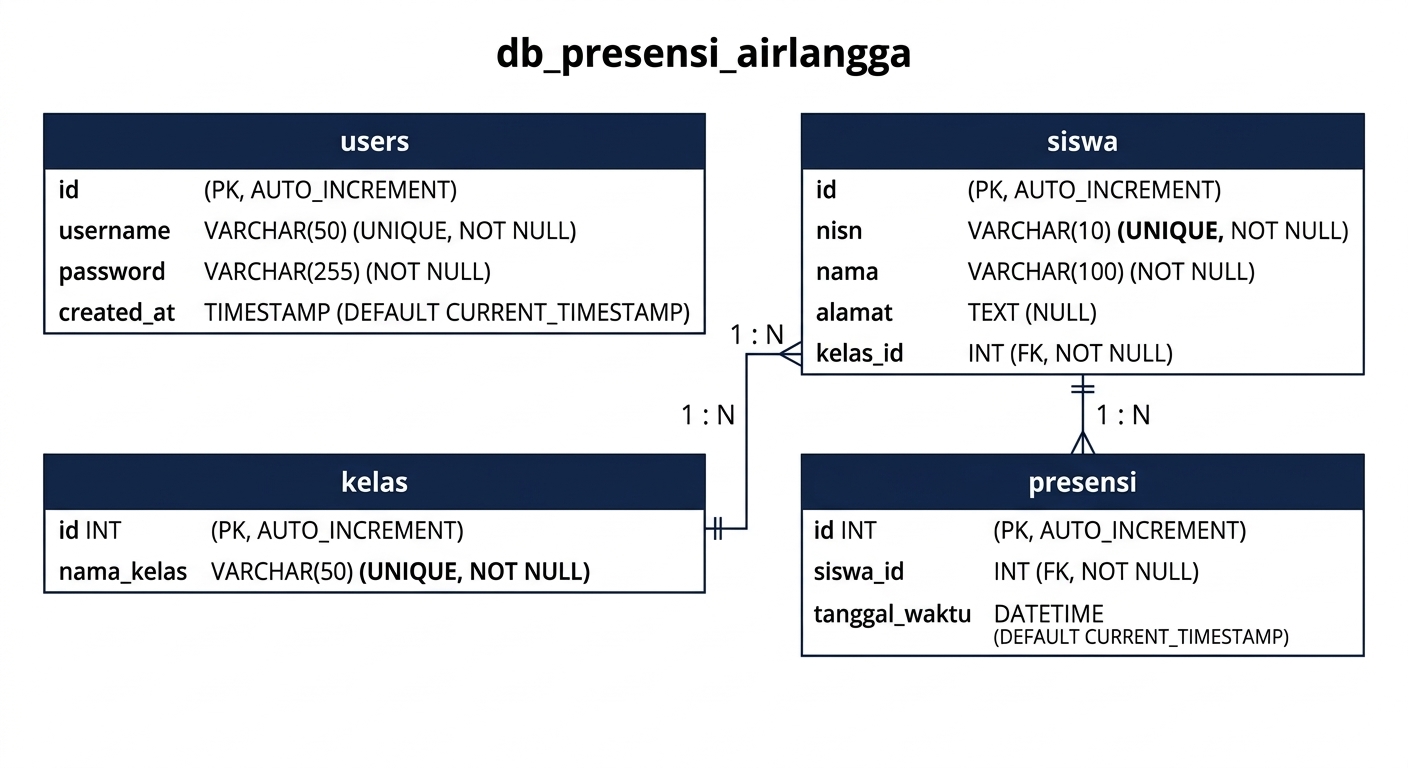 db_presensi_airlangga
users
id (PK, AUTO_INCREMENT)
username VARCHAR(50) (UNIQUE, NOT NULL)
password VARCHAR(255) (NOT NULL)
created_at TIMESTAMP (DEFAULT CURRENT_TIMESTAMP)
siswa
id (PK, AUTO_INCREMENT)
nisn VARCHAR(10) (UNIQUE, NOT NULL)
nama VARCHAR(100) (NOT NULL)
alamat TEXT (NULL)
kelas_id INT (FK, NOT NULL)
1 : N
1 : N
1 : N
kelas
id INT (PK, AUTO_INCREMENT)
nama_kelas VARCHAR(50) (UNIQUE, NOT NULL)
presensi
id INT (PK, AUTO_INCREMENT)
siswa_id INT (FK, NOT NULL)
tanggal_waktu DATETIME
(DEFAULT CURRENT_TIMESTAMP)